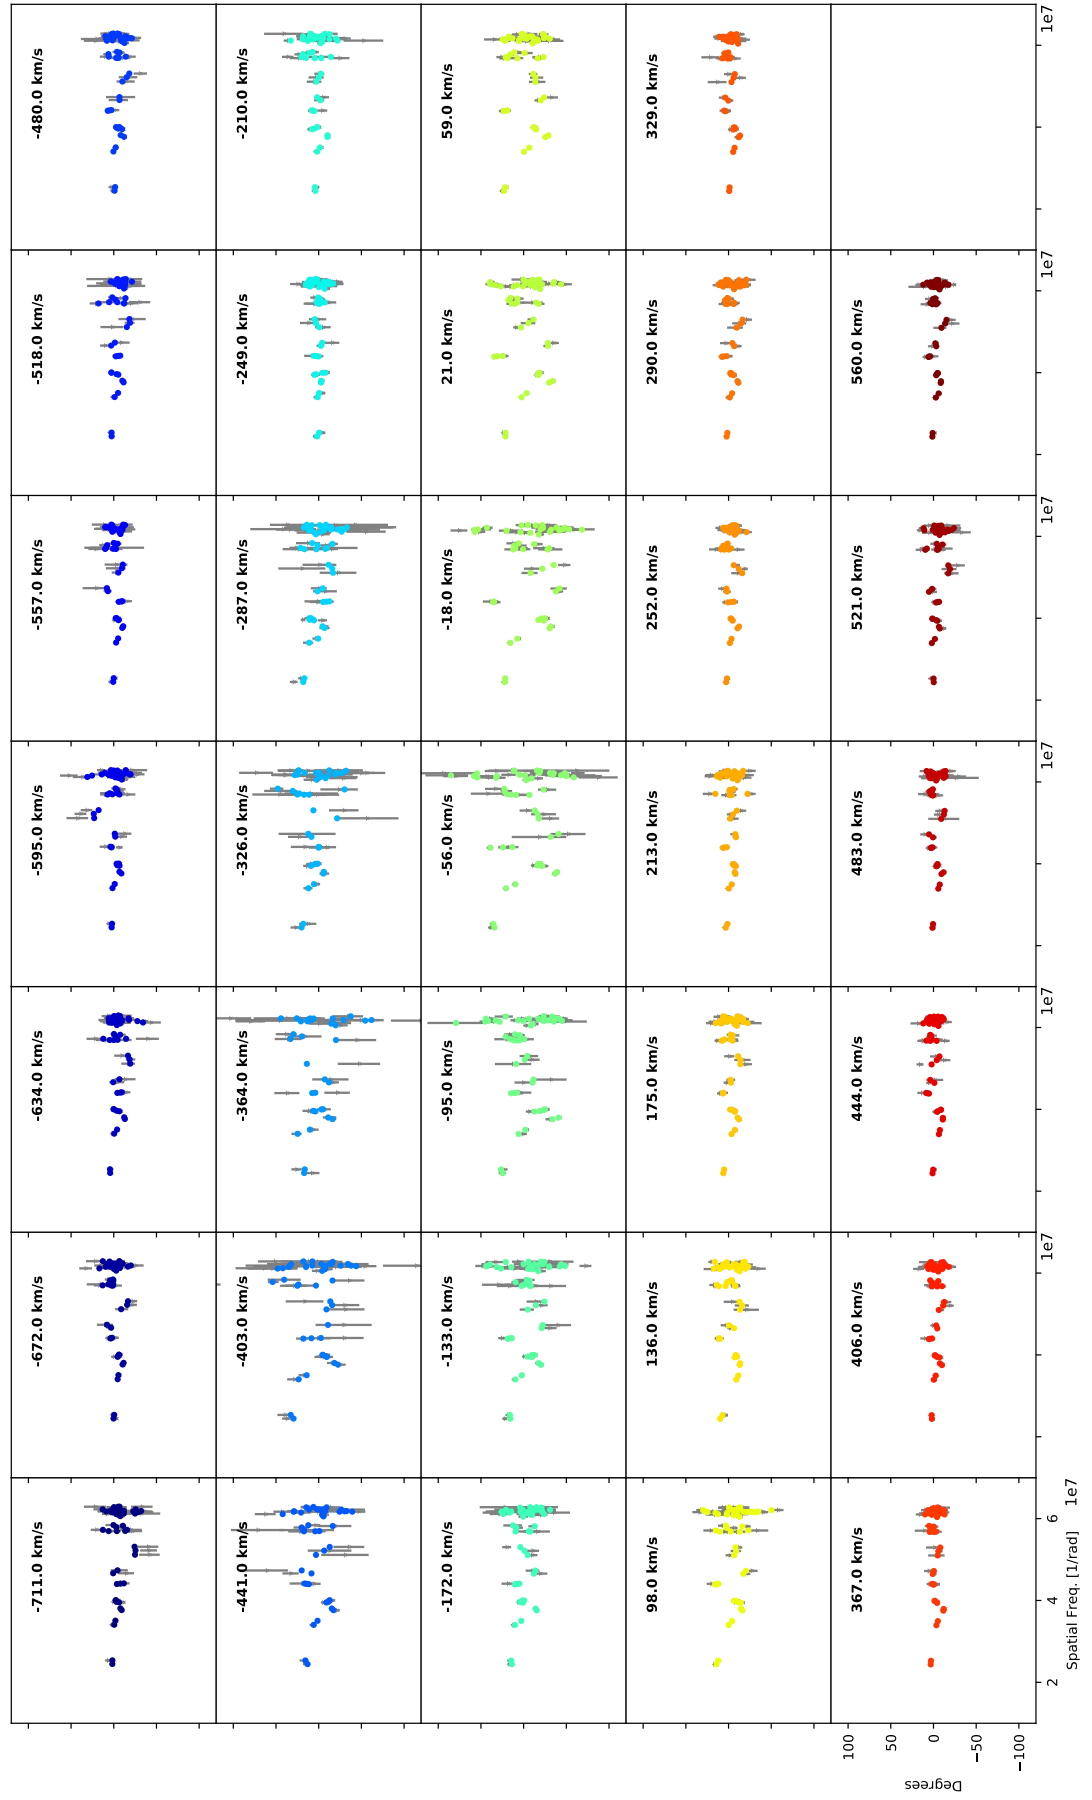 -711.0 km/s
-672.0 km/s
-634.0 km/s
-595.0 km/s
-557.0 km/s
-518.0 km/s
-480.0 km/s
-441.0 km/s
-403.0 km/s
-364.0 km/s
-326.0 km/s
-287.0 km/s
-249.0 km/s
-210.0 km/s
-172.0 km/s
-133.0 km/s
-95.0 km/s
-56.0 km/s
-18.0 km/s
21.0 km/s
59.0 km/s
98.0 km/s
136.0 km/s
175.0 km/s
213.0 km/s
252.0 km/s
290.0 km/s
329.0 km/s
367.0 km/s
406.0 km/s
444.0 km/s
483.0 km/s
521.0 km/s
560.0 km/s
100
50
0
−50
−100
Degrees
2
4
6
1e7
1e7
1e7
1e7
1e7
1e7
1e7
Spatial Freq. [1/rad]